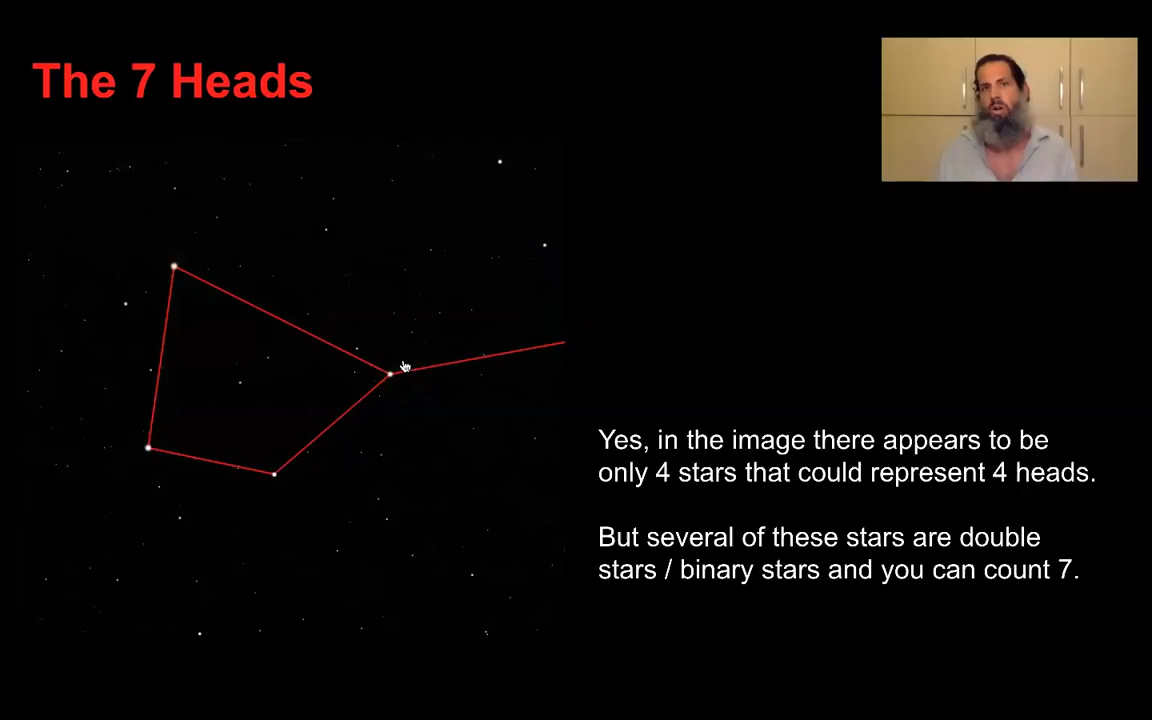 The 7 Heads
Yes, in the image there appears to be
only 4 stars that could represent 4 heads.
But several of these stars are double
stars / binary stars and you can count 7.